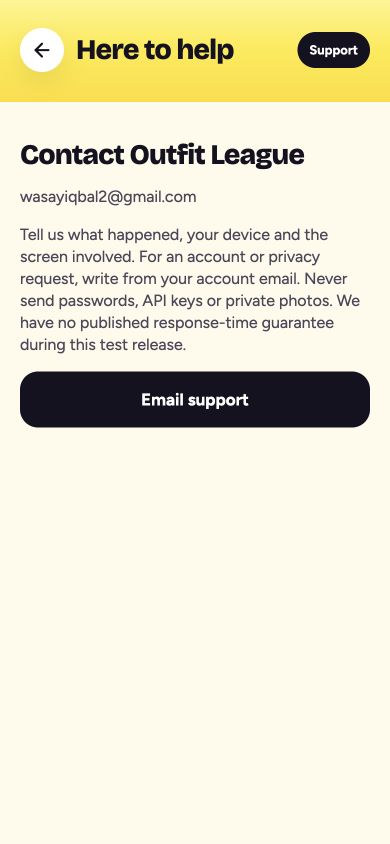 Here to help
Support
Contact Outfit League
wasayiqbal2@gmail.com
Tell us what happened, your device and the
screen involved. For an account or privacy
request, write from your account email. Never
send passwords, API keys or private photos. We
have no published response-time guarantee
during this test release.
Email support